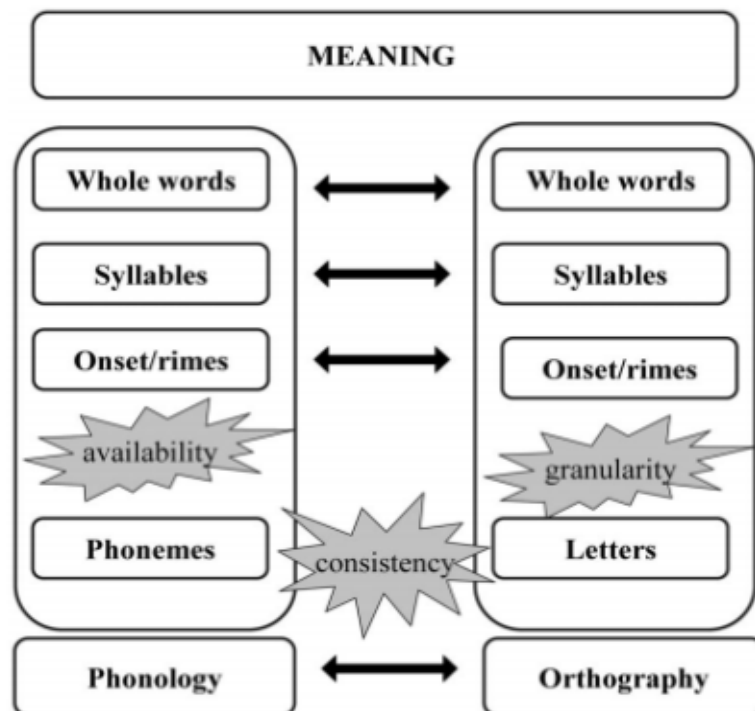 MEANING
Whole words
Whole words
Syllables
Syllables
Onset/rimes
Onset/rimes
availability
granularity
Phonemes
consistency
Letters
Phonology
Orthography